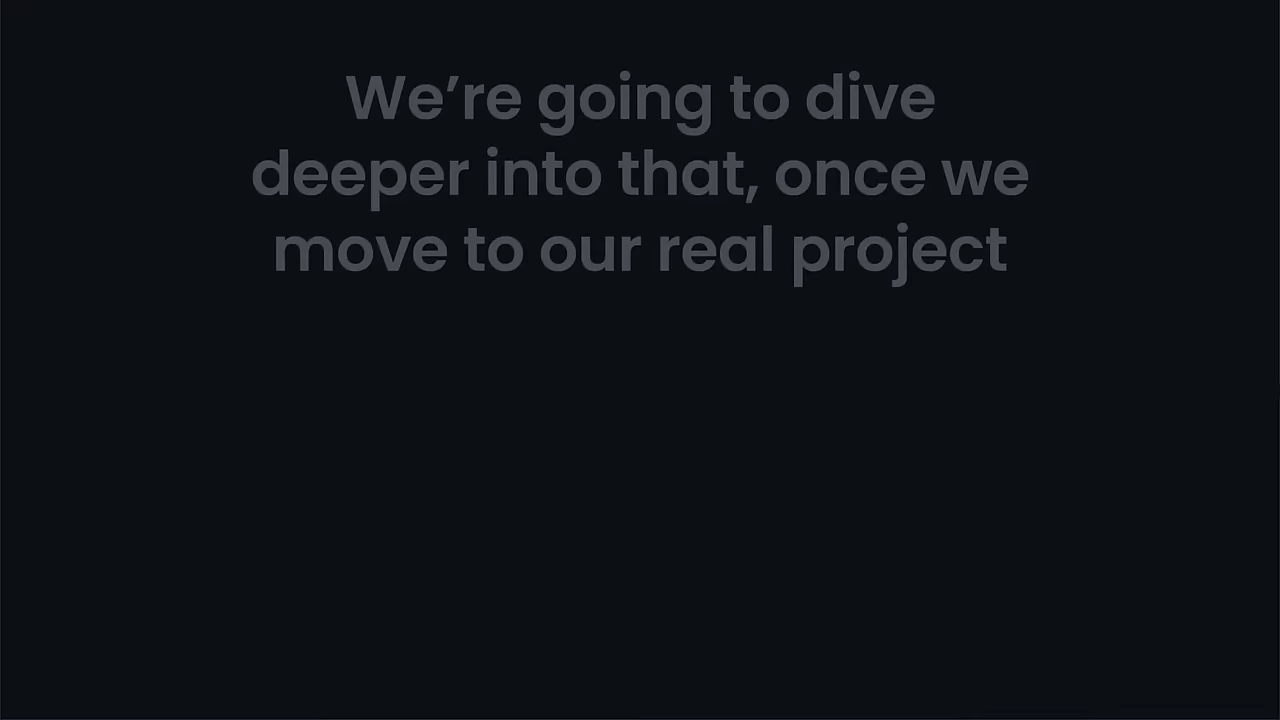 We’re going to dive
deeper into that, once we
move to our real project